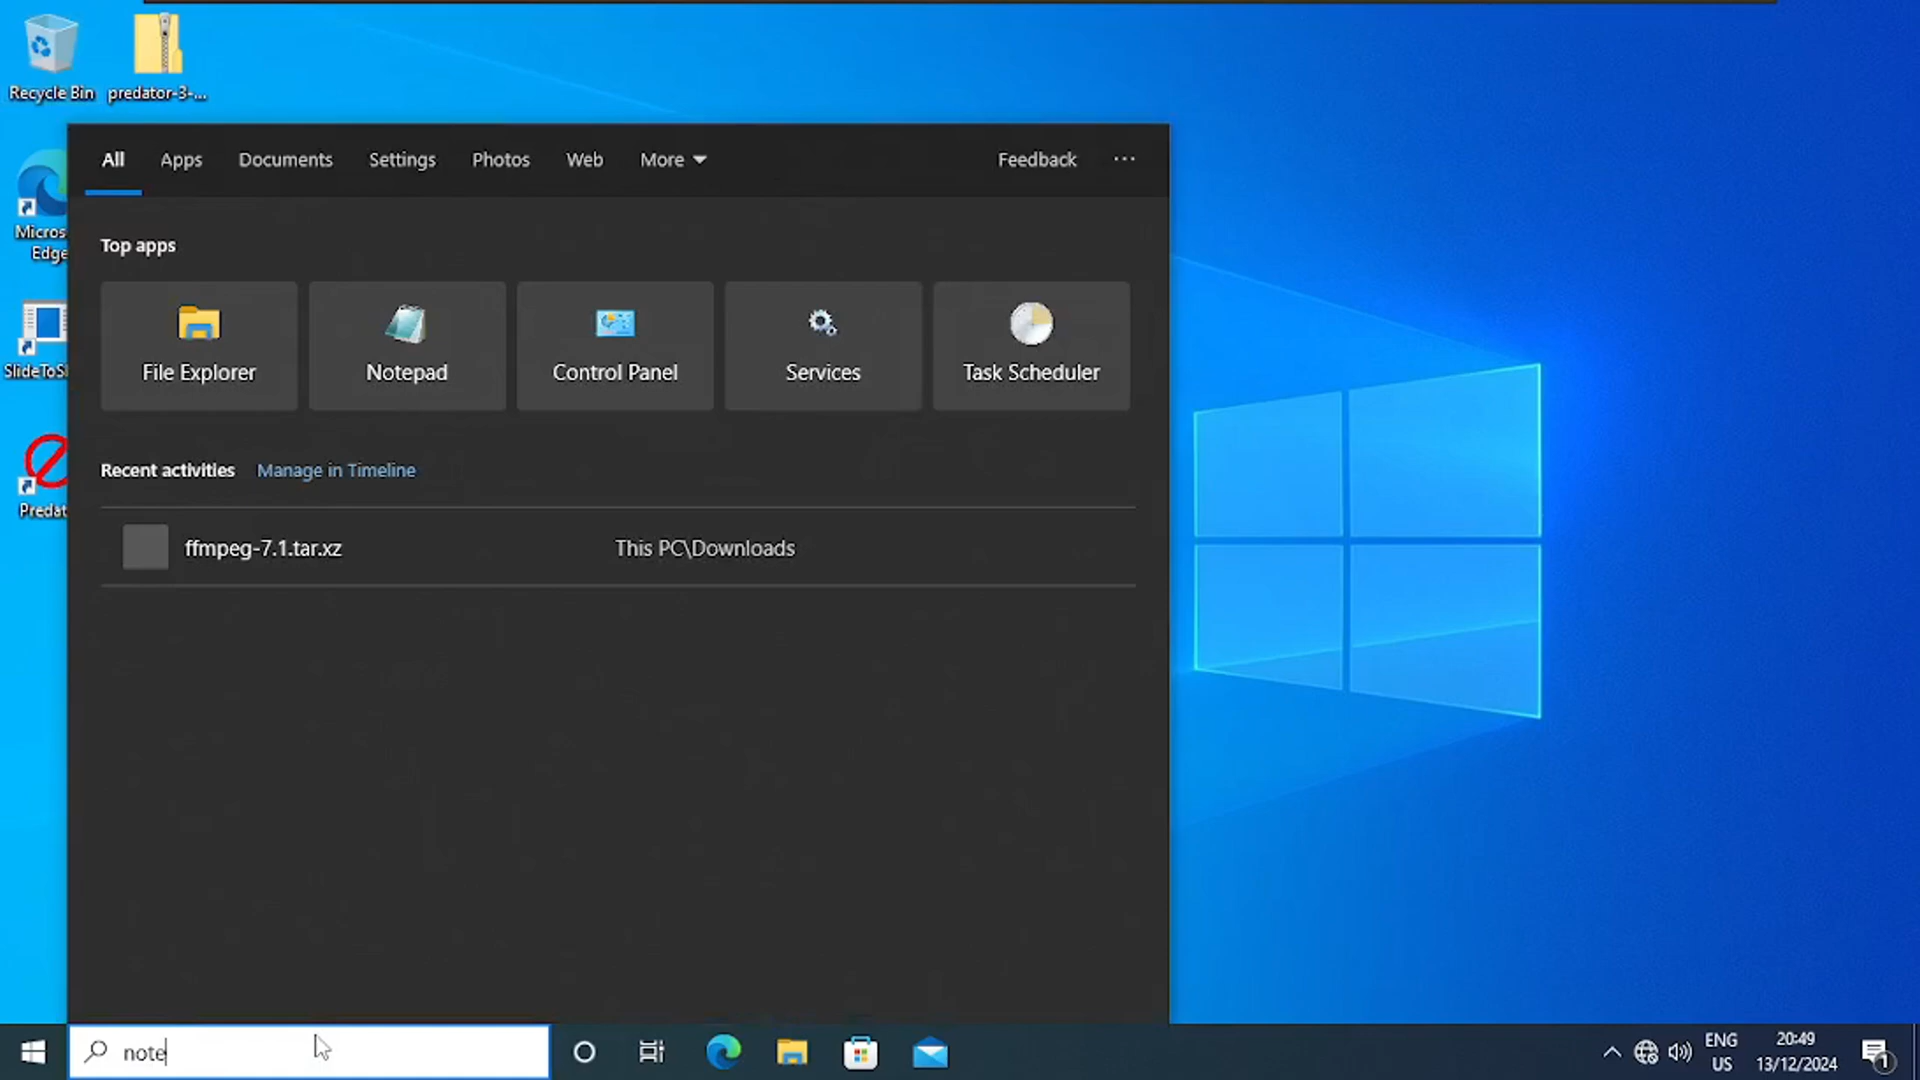 Recycle Bin
predator-3-...
Micros
Edge
SlideToSh
Predat
All Apps Documents Settings Photos Web More Feedback ...
Top apps
File Explorer Notepad Control Panel Services Task Scheduler
Recent activities Manage in Timeline
ffmpeg-7.1.tar.xz This PC\Downloads
note
ENG
US
20:49
13/12/2024
1